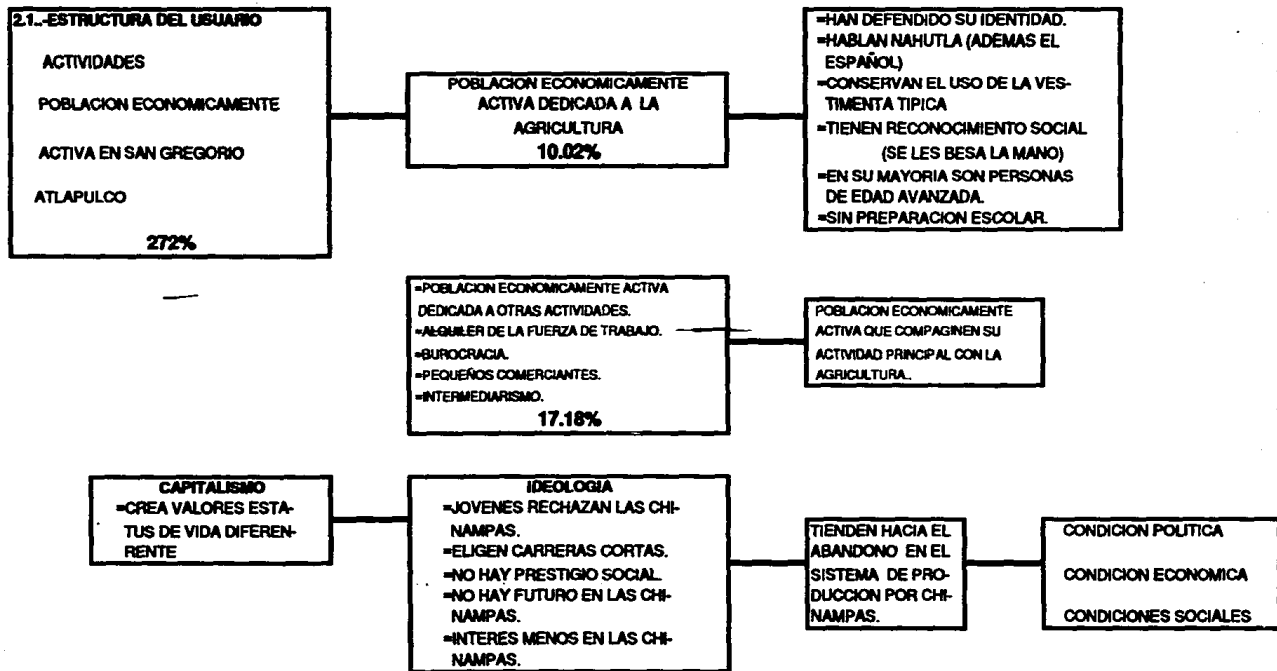 2.1..-ESTRUCTURA DEL USUARIO
ACTIVIDADES
POBLACION ECONOMICAMENTE
ACTIVA EN SAN GREGORIO
ATLAPULCO
272%
POBLACION ECONOMICAMENTE
ACTIVA DEDICADA A LA
AGRICULTURA
10.02%
=HAN DEFENDIDO SU IDENTIDAD.
=HABLAN NAHUTLA (ADEMAS EL
ESPAÑOL)
=CONSERVAN EL USO DE LA VES-
TIMENTA TIPICA
=TIENEN RECONOCIMIENTO SOCIAL
(SE LES BESA LA MANO)
=EN SU MAYORIA SON PERSONAS
DE EDAD AVANZADA.
=SIN PREPARACION ESCOLAR.
=POBLACION ECONOMICAMENTE ACTIVA
DEDICADA A OTRAS ACTIVIDADES.
=ALQUILER DE LA FUERZA DE TRABAJO.
=BUROCRACIA.
=PEQUEÑOS COMERCIANTES.
=INTERMEDIARISMO.
17.18%
POBLACION ECONOMICAMENTE
ACTIVA QUE COMPAGINEN SU
ACTIVIDAD PRINCIPAL CON LA
AGRICULTURA..
CAPITALISMO
=CREA VALORES ESTA-
TUS DE VIDA DIFEREN-
RENTE
IDEOLOGIA
=JOVENES RECHAZAN LAS CHI-
NAMPAS.
=ELIGEN CARRERAS CORTAS.
=NO HAY PRESTIGIO SOCIAL
=NO HAY FUTURO EN LAS CHI-
NAMPAS.
=INTERES MENOS EN LAS CHI-
NAMPAS.
TIENDEN HACIA EL
ABANDONO EN EL
SISTEMA DE PRO-
DUCCION POR CHI-
NAMPAS.
CONDICION POLITICA
CONDICION ECONOMICA
CONDICIONES SOCIALES